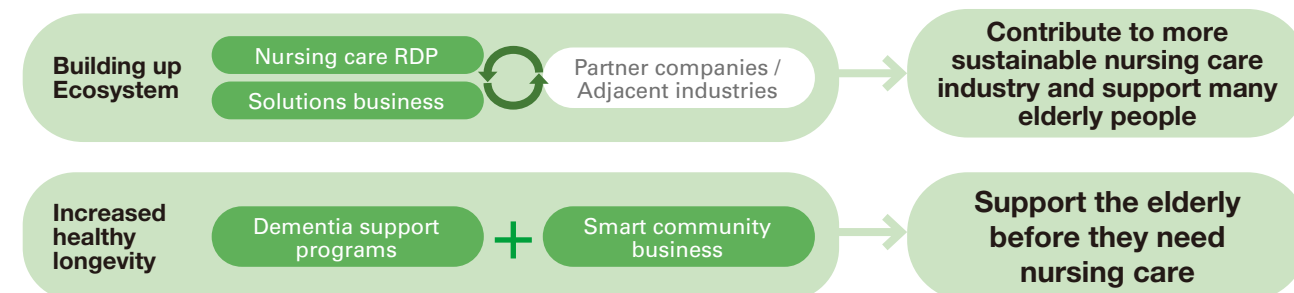 Building up
Ecosystem
Nursing care RDP
Solutions business
Partner companies /
Adjacent industries
Contribute to more
sustainable nursing care
industry and support many
elderly people
Increased
healthy
longevity
Dementia support
programs
+
Smart community
business
Support the elderly
before they need
nursing care